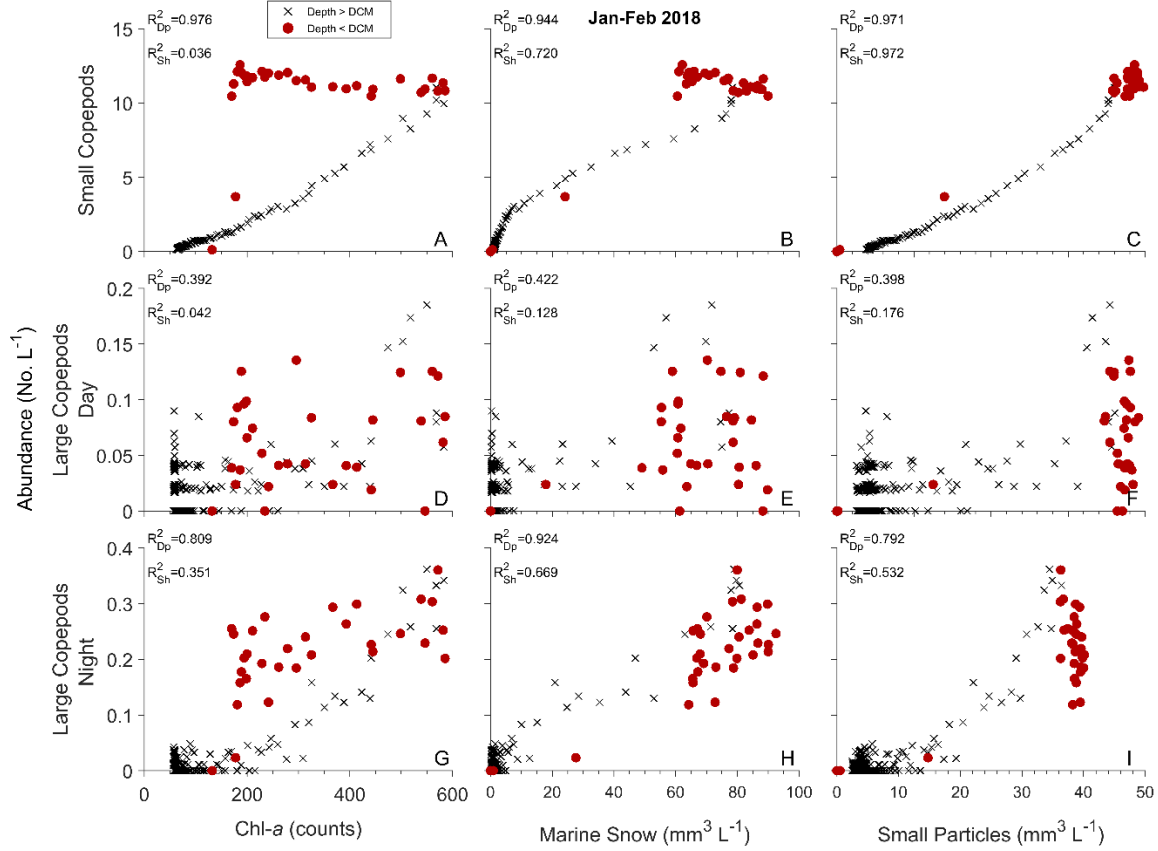 Jan-Feb 2018
× Depth > DCM
● Depth < DCM
R²Dp=0.976
R²Sh=0.036
R²Dp=0.944
R²Sh=0.720
R²Dp=0.971
R²Sh=0.972
15
10
5
0
Small Copepods
A
B
C
R²Dp=0.392
R²Sh=0.042
R²Dp=0.422
R²Sh=0.128
R²Dp=0.398
R²Sh=0.176
0.2
0.15
0.1
0.05
0
Abundance (No. L⁻¹)
Large Copepods
Day
D
E
F
R²Dp=0.809
R²Sh=0.351
R²Dp=0.924
R²Sh=0.669
R²Dp=0.792
R²Sh=0.532
0.4
0.3
0.2
0.1
0
Large Copepods
Night
G
H
I
0 200 400 600
0 20 40 60 80 100
0 10 20 30 40 50
Chl-a (counts)
Marine Snow (mm³ L⁻¹)
Small Particles (mm³ L⁻¹)